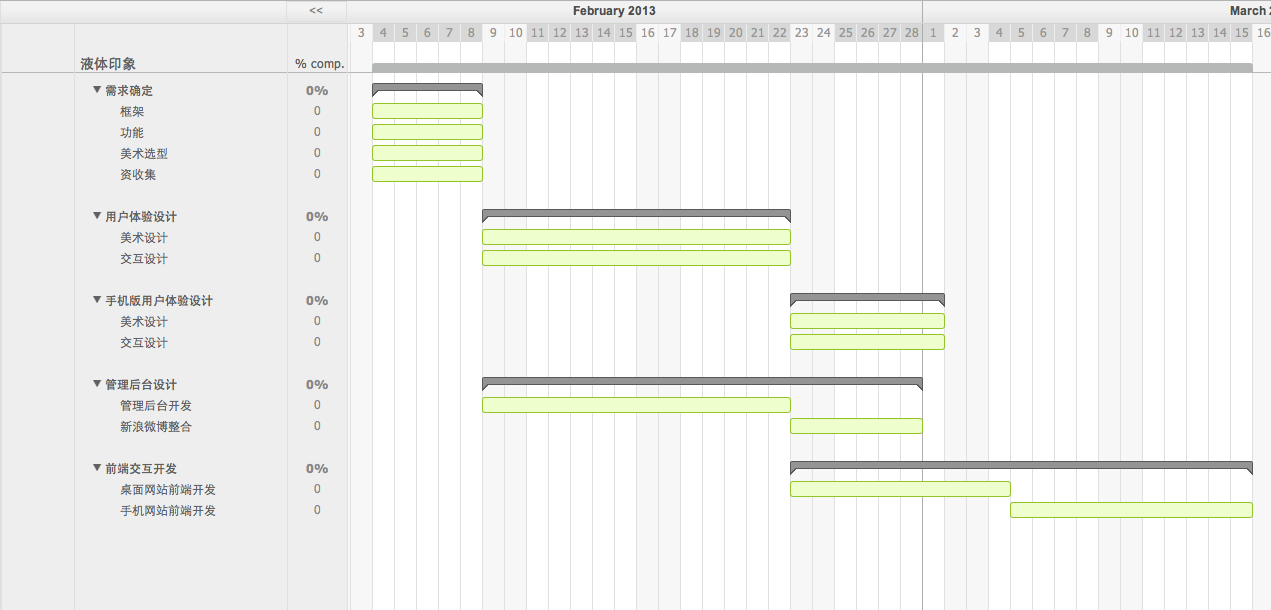 << February 2013 March 2
3 4 5 6 7 8 9 10 11 12 13 14 15 16 17 18 19 20 21 22 23 24 25 26 27 28 1 2 3 4 5 6 7 8 9 10 11 12 13 14 15 16
液体印象 % comp.
▼ 需求确定 0%
框架 0
功能 0
美术选型 0
资收集 0
▼ 用户体验设计 0%
美术设计 0
交互设计 0
▼ 手机版用户体验设计 0%
美术设计 0
交互设计 0
▼ 管理后台设计 0%
管理后台开发 0
新浪微博整合 0
▼ 前端交互开发 0%
桌面网站前端开发 0
手机网站前端开发 0